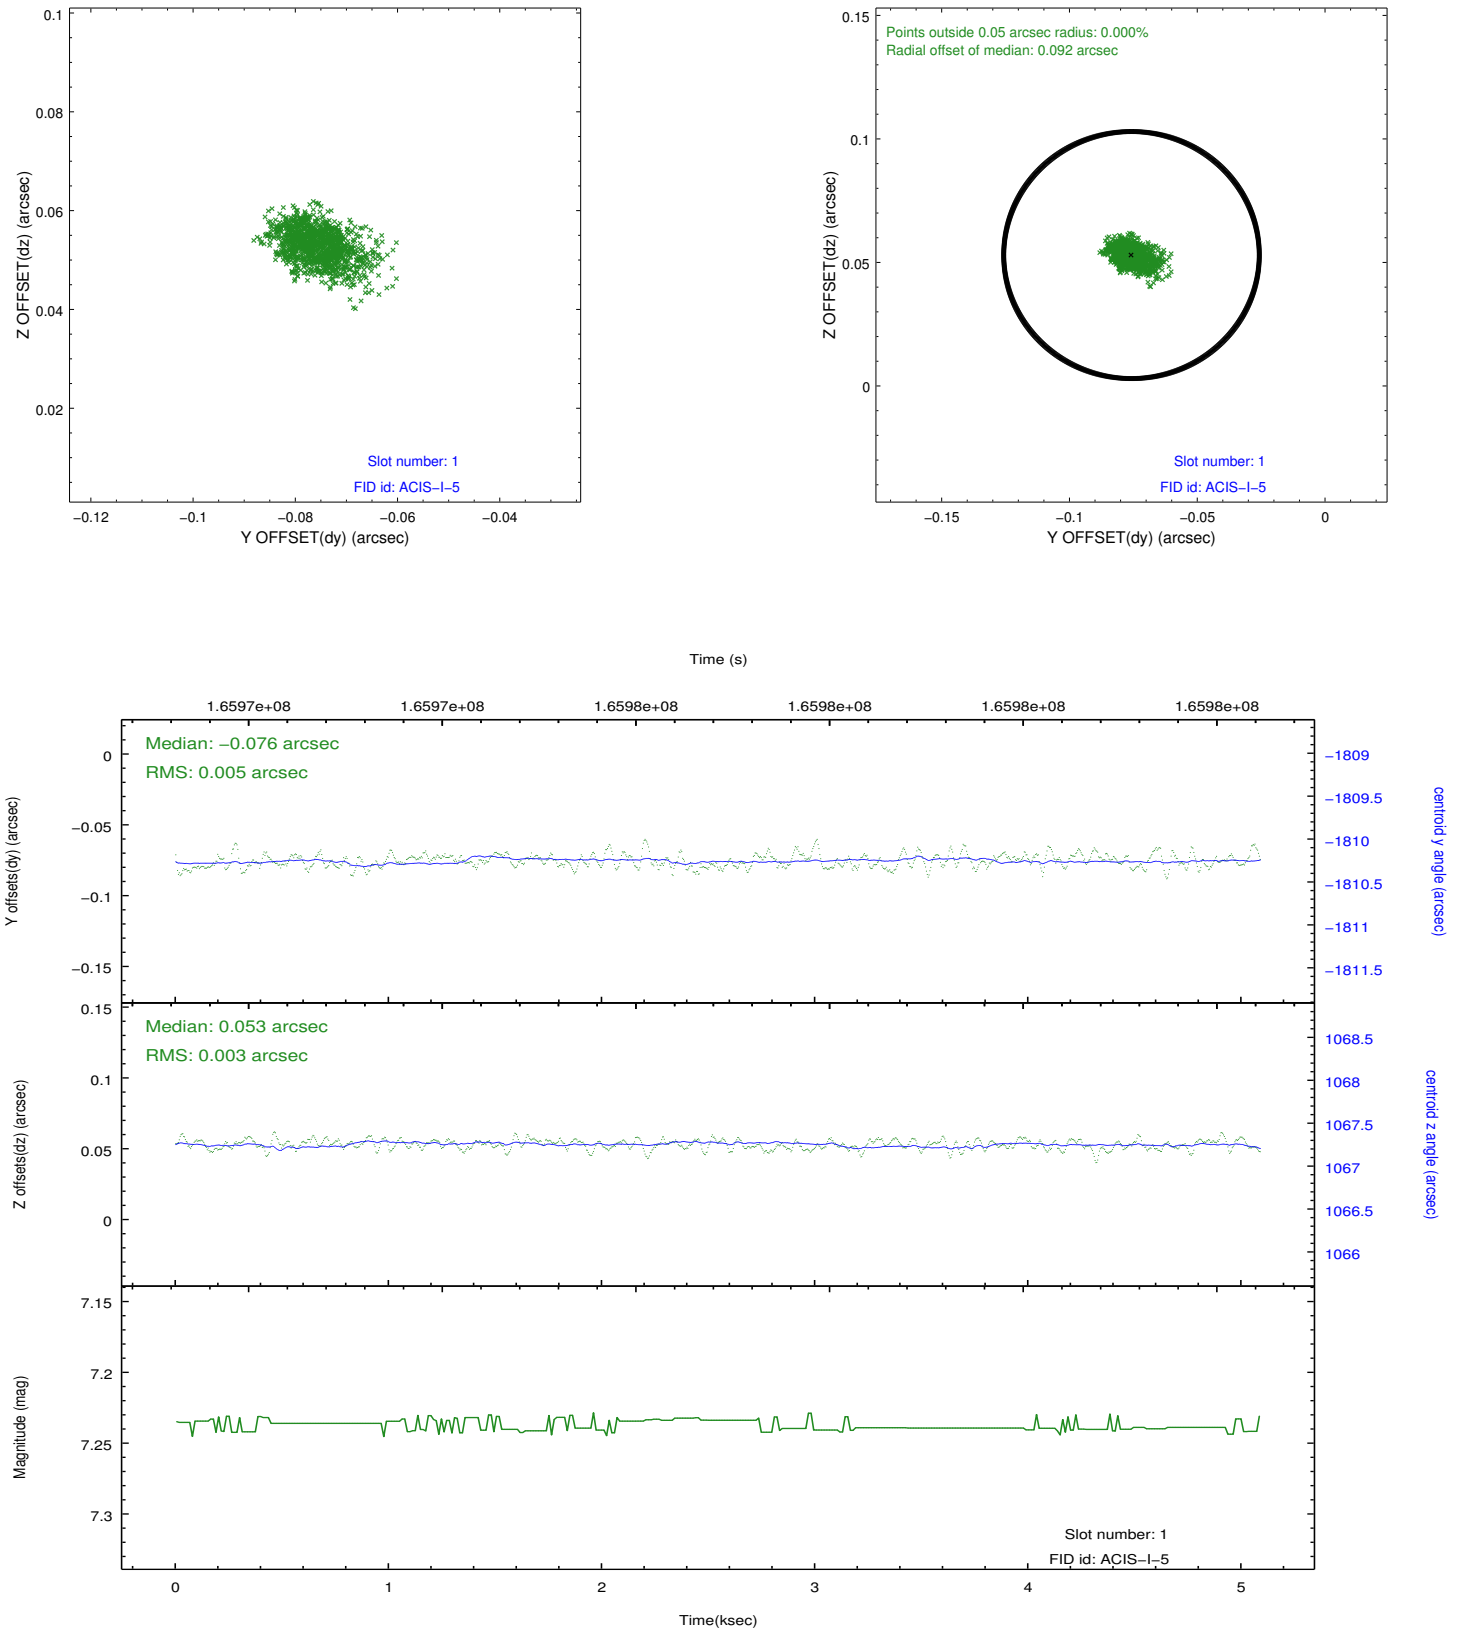 0.1
0.08
0.06
0.04
0.02
Z OFFSET(dz) (arcsec)
Slot number: 1
FID id: ACIS−I−5
−0.12 −0.1 −0.08 −0.06 −0.04
Y OFFSET(dy) (arcsec)
Points outside 0.05 arcsec radius: 0.000%
Radial offset of median: 0.092 arcsec
0.15
0.1
0.05
0
Z OFFSET(dz) (arcsec)
Slot number: 1
FID id: ACIS−I−5
−0.15 −0.1 −0.05 0
Y OFFSET(dy) (arcsec)
Time (s)
1.6597e+08 1.6597e+08 1.6598e+08 1.6598e+08 1.6598e+08 1.6598e+08
Median: −0.076 arcsec
RMS: 0.005 arcsec
0
−0.05
−0.1
−0.15
Y offsets(dy) (arcsec)
−1809
−1809.5
−1810
−1810.5
−1811
−1811.5
centroid y angle (arcsec)
Median: 0.053 arcsec
RMS: 0.003 arcsec
0.15
0.1
0.05
0
Z offsets(dz) (arcsec)
1068.5
1068
1067.5
1067
1066.5
1066
centroid z angle (arcsec)
7.15
7.2
7.25
7.3
Magnitude (mag)
Slot number: 1
FID id: ACIS−I−5
0 1 2 3 4 5
Time(ksec)